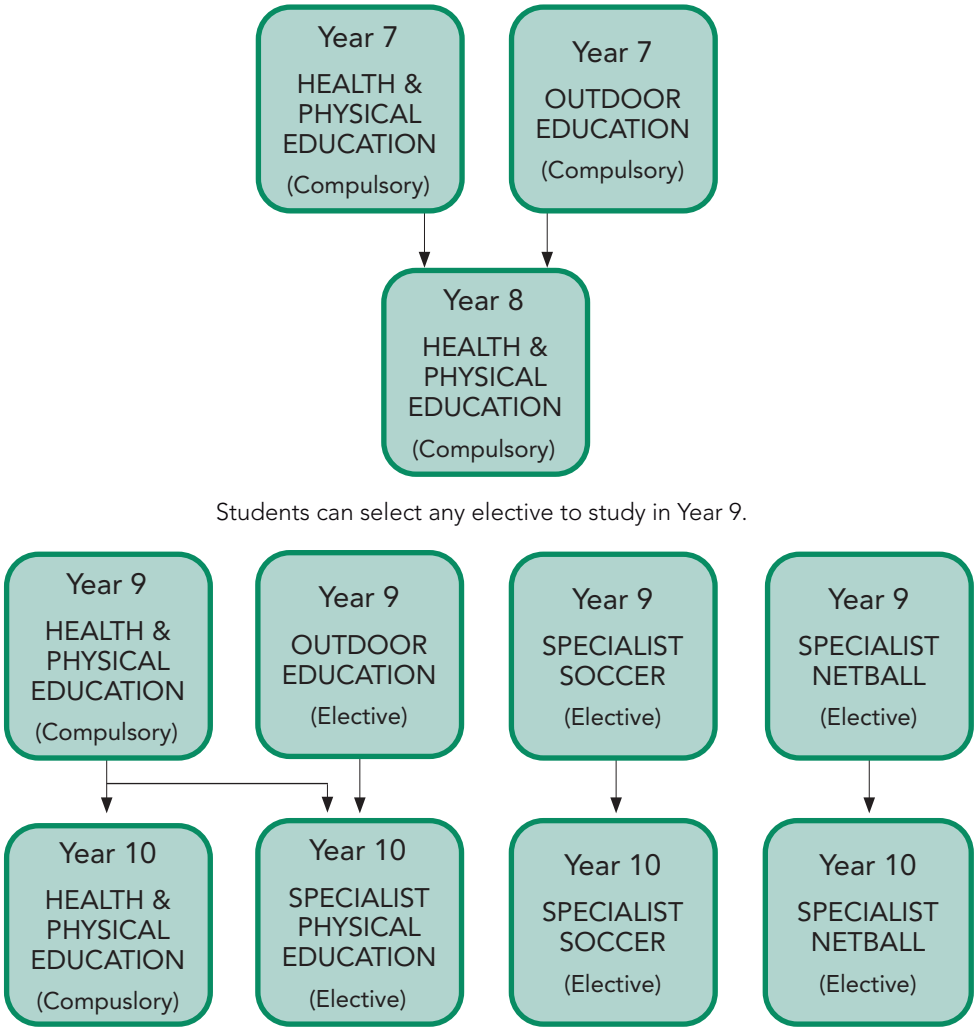 Year 7
HEALTH &
PHYSICAL
EDUCATION
(Compulsory)
Year 7
OUTDOOR
EDUCATION
(Compulsory)
Year 8
HEALTH &
PHYSICAL
EDUCATION
(Compulsory)
Students can select any elective to study in Year 9.
Year 9
HEALTH &
PHYSICAL
EDUCATION
(Compulsory)
Year 9
OUTDOOR
EDUCATION
(Elective)
Year 9
SPECIALIST
SOCCER
(Elective)
Year 9
SPECIALIST
NETBALL
(Elective)
Year 10
HEALTH &
PHYSICAL
EDUCATION
(Compuslory)
Year 10
SPECIALIST
PHYSICAL
EDUCATION
(Elective)
Year 10
SPECIALIST
SOCCER
(Elective)
Year 10
SPECIALIST
NETBALL
(Elective)